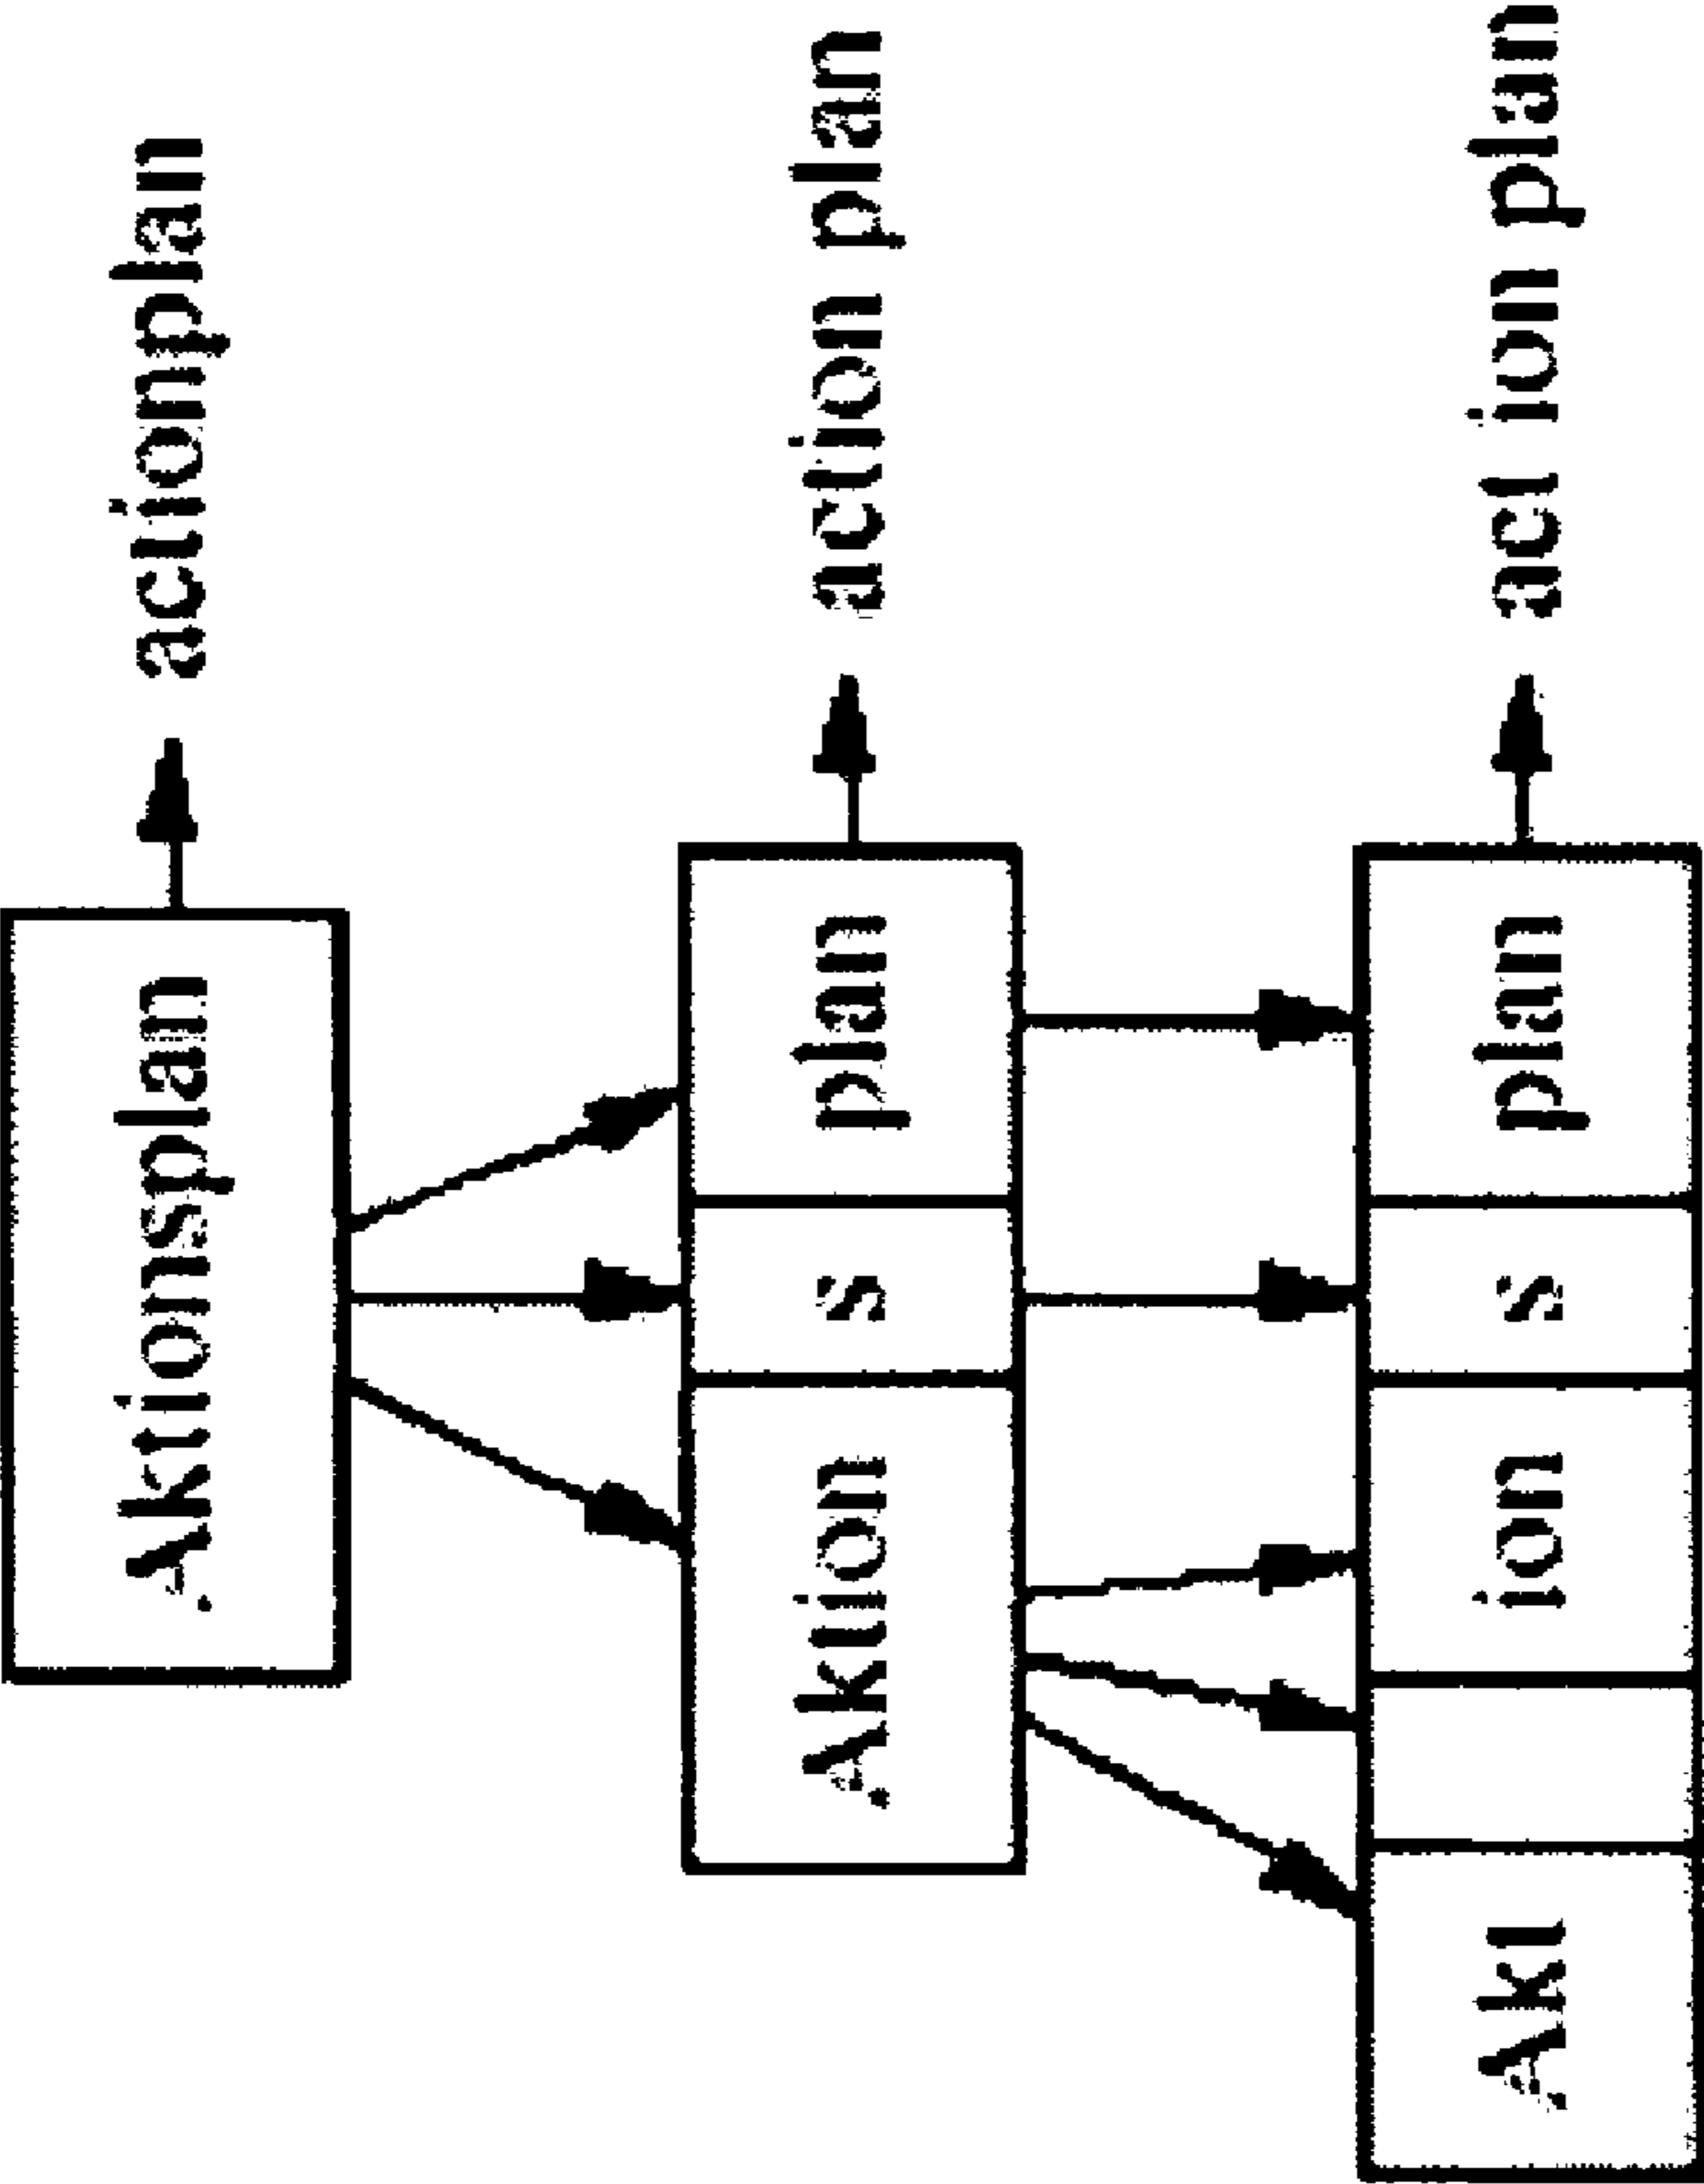 Aktionsplan actionplan
Aktion s plan action plan
Akt ion s plan act ion plan